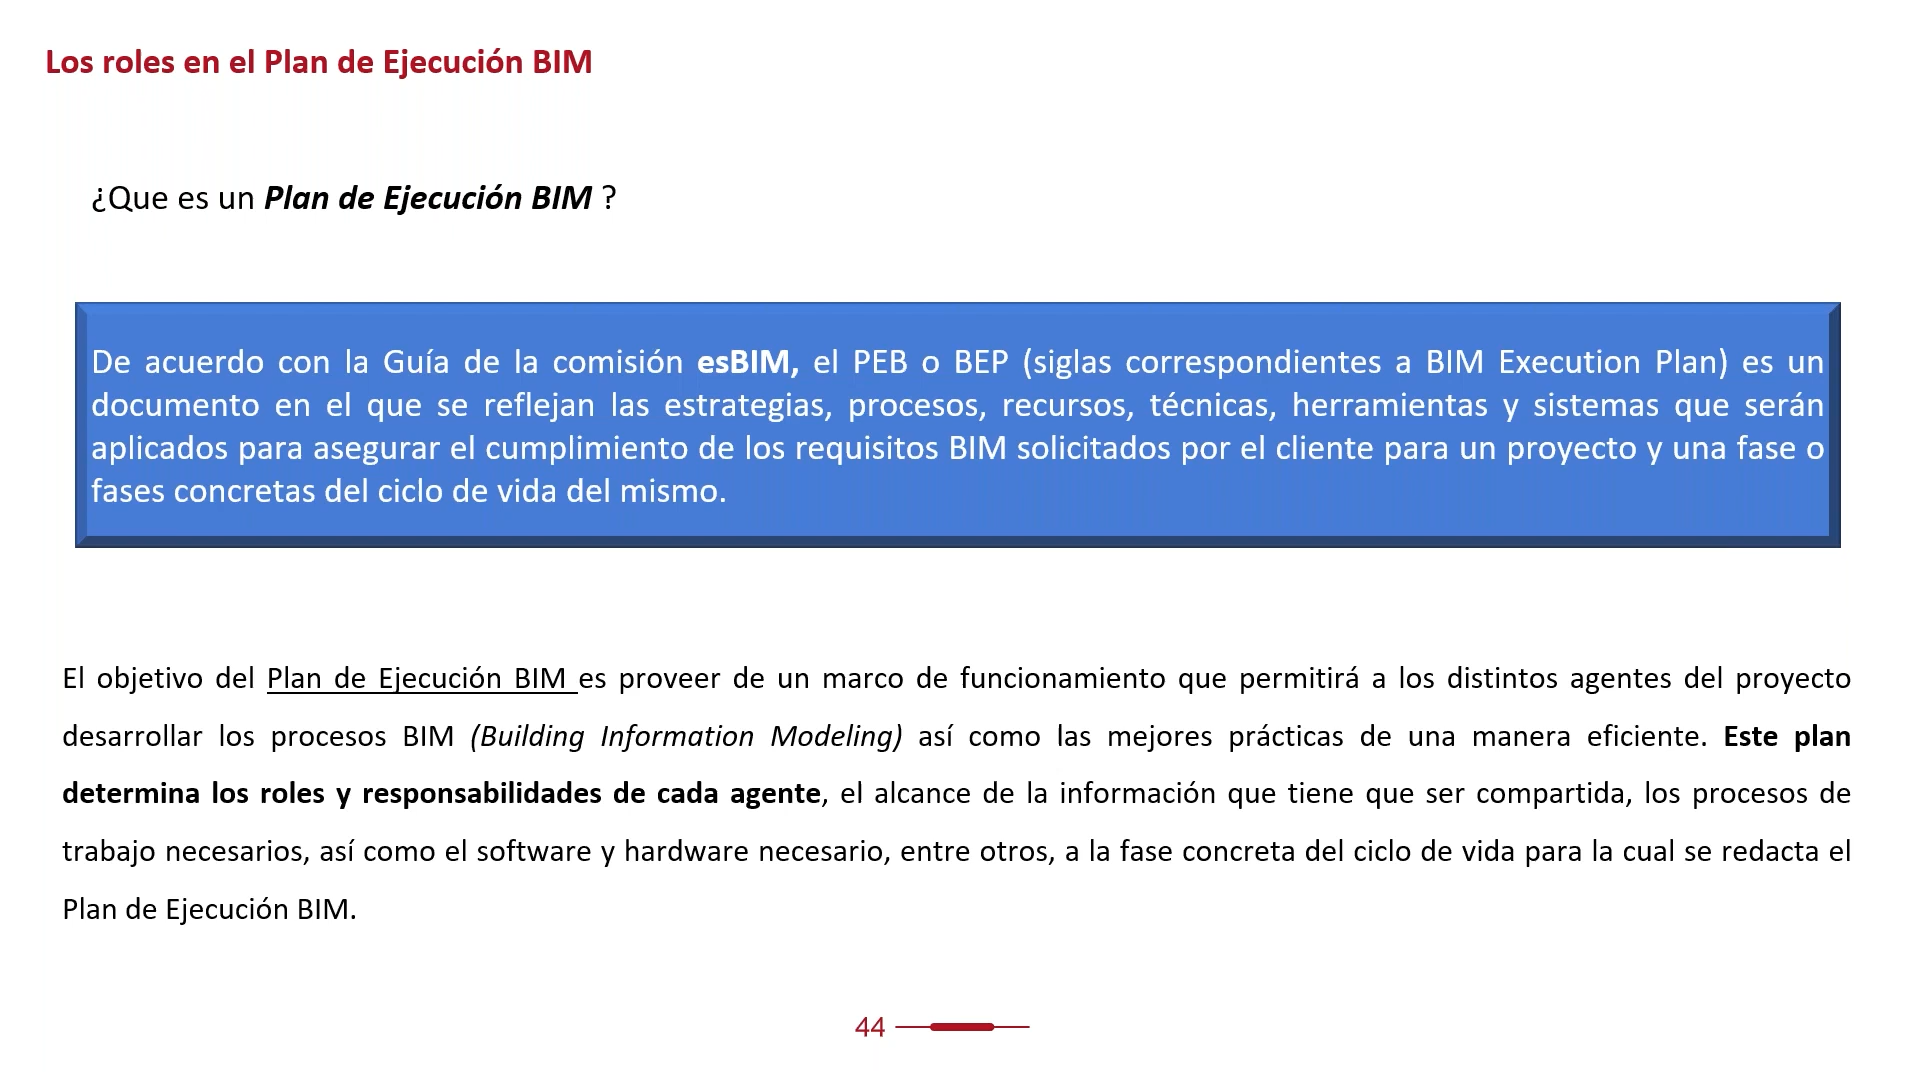 Los roles en el Plan de Ejecución BIM
¿Que es un Plan de Ejecución BIM ?
De acuerdo con la Guía de la comisión esBIM, el PEB o BEP (siglas correspondientes a BIM Execution Plan) es un
documento en el que se reflejan las estrategias, procesos, recursos, técnicas, herramientas y sistemas que serán
aplicados para asegurar el cumplimiento de los requisitos BIM solicitados por el cliente para un proyecto y una fase o
fases concretas del ciclo de vida del mismo.
El objetivo del Plan de Ejecución BIM es proveer de un marco de funcionamiento que permitirá a los distintos agentes del proyecto
desarrollar los procesos BIM (Building Information Modeling) así como las mejores prácticas de una manera eficiente. Este plan
determina los roles y responsabilidades de cada agente, el alcance de la información que tiene que ser compartida, los procesos de
trabajo necesarios, así como el software y hardware necesario, entre otros, a la fase concreta del ciclo de vida para la cual se redacta el
Plan de Ejecución BIM.
44